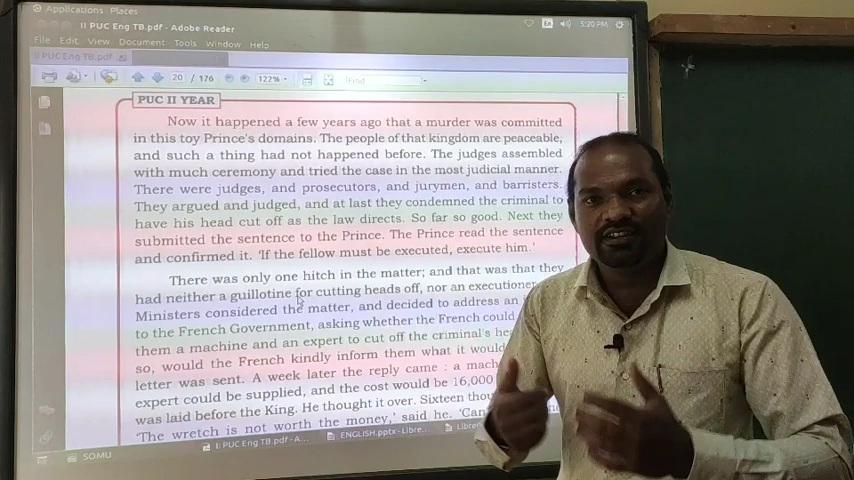 Applications Places
En
5:20 PM
II PUC Eng TB.pdf - Adobe Reader
File Edit View Document Tools Window Help
II PUC Eng TB.pdf
20 / 176
122%
Find
PUC II YEAR
Now it happened a few years ago that a murder was committed
in this toy Prince's domains. The people of that kingdom are peaceable,
and such a thing had not happened before. The judges assembled
with much ceremony and tried the case in the most judicial manner.
There were judges, and prosecutors, and jurymen, and barristers.
They argued and judged, and at last they condemned the criminal to
have his head cut off as the law directs. So far so good. Next they
submitted the sentence to the Prince. The Prince read the sentence
and confirmed it. 'If the fellow must be executed, execute him.'
There was only one hitch in the matter; and that was that they
had neither a guillotine for cutting heads off, nor an executioner
Ministers considered the matter, and decided to address an
to the French Government, asking whether the French could
them a machine and an expert to cut off the criminal's
so, would the French kindly inform them what it would
letter was sent. A week later the reply came : a
expert could be supplied, and the cost would be 16,000
was laid before the King. He thought it over. Sixteen
'The wretch is not worth the money,' said he.
II PUC Eng TB.pdf - A...
ENGLISH.pptx - Libre...
SOMU